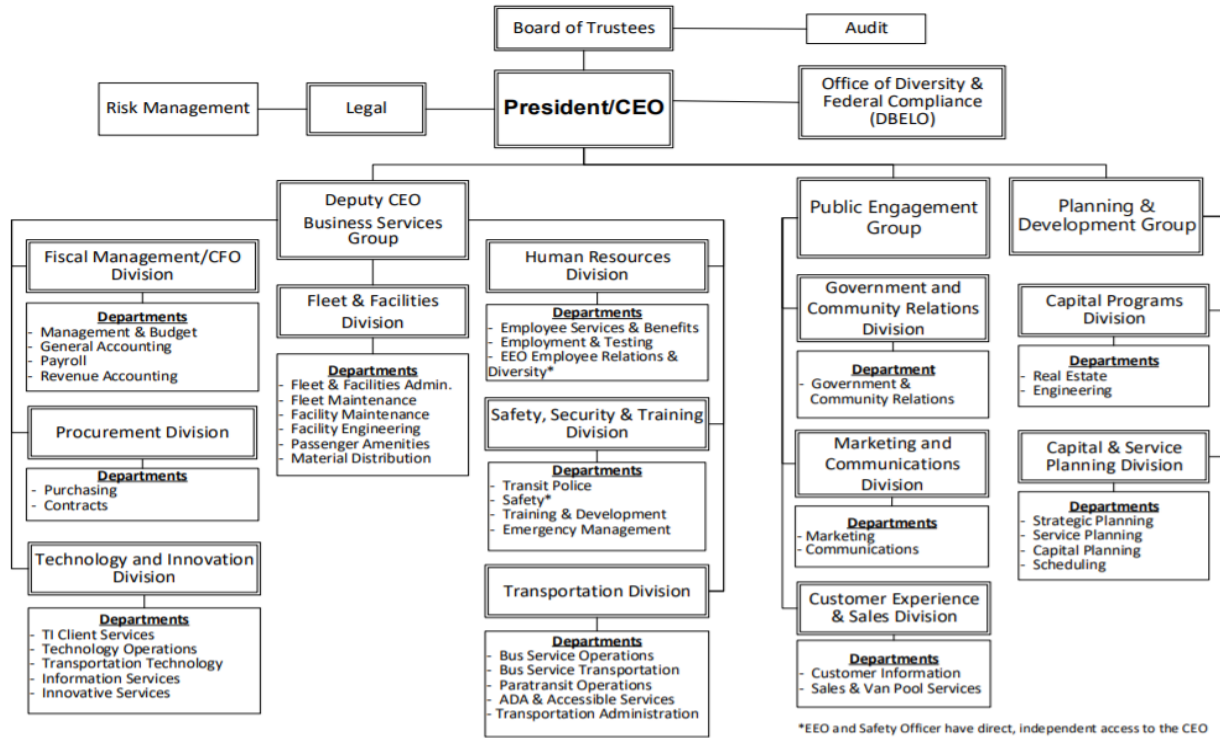 Board of Trustees
Audit
Risk Management
Legal
President/CEO
Office of Diversity &
Federal Compliance
(DBELO)
Deputy CEO
Business Services
Group
Public Engagement
Group
Planning &
Development Group
Fiscal Management/CFO
Division
Departments
- Management & Budget
- General Accounting
- Payroll
- Revenue Accounting
Procurement Division
Departments
- Purchasing
- Contracts
Technology and Innovation
Division
Departments
- TI Client Services
- Technology Operations
- Transportation Technology
- Information Services
- Innovative Services
Fleet & Facilities
Division
Departments
- Fleet & Facilities Admin.
- Fleet Maintenance
- Facility Maintenance
- Facility Engineering
- Passenger Amenities
- Material Distribution
Human Resources
Division
Departments
- Employee Services & Benefits
- Employment & Testing
- EEO Employee Relations &
Diversity*
Safety, Security & Training
Division
Departments
- Transit Police
- Safety*
- Training & Development
- Emergency Management
Transportation Division
Departments
- Bus Service Operations
- Bus Service Transportation
- Paratransit Operations
- ADA & Accessible Services
- Transportation Administration
Government and
Community Relations
Division
Department
- Government &
Community Relations
Marketing and
Communications
Division
Departments
- Marketing
- Communications
Customer Experience
& Sales Division
Departments
- Customer Information
- Sales & Van Pool Services
Capital Programs
Division
Departments
- Real Estate
- Engineering
Capital & Service
Planning Division
Departments
- Strategic Planning
- Service Planning
- Capital Planning
- Scheduling
*EEO and Safety Officer have direct, independent access to the CEO